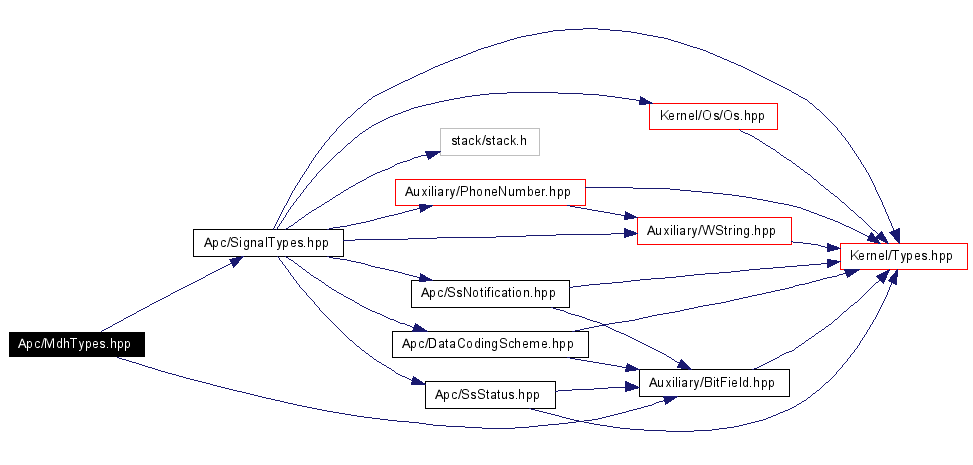 Kernel/Os/Os.hpp
stack/stack.h
Auxiliary/PhoneNumber.hpp
Auxiliary/WString.hpp
Apc/SignalTypes.hpp
Kernel/Types.hpp
Apc/SsNotification.hpp
Apc/MdhTypes.hpp
Apc/DataCodingScheme.hpp
Auxiliary/BitField.hpp
Apc/SsStatus.hpp